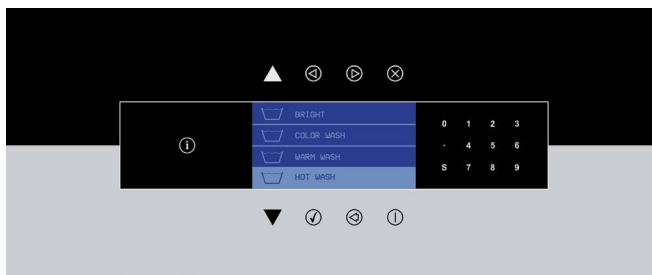 BRIGHT
COLOR WASH
WARM WASH
HOT WASH
0 1 2 3
· 4 5 6
S 7 8 9
i